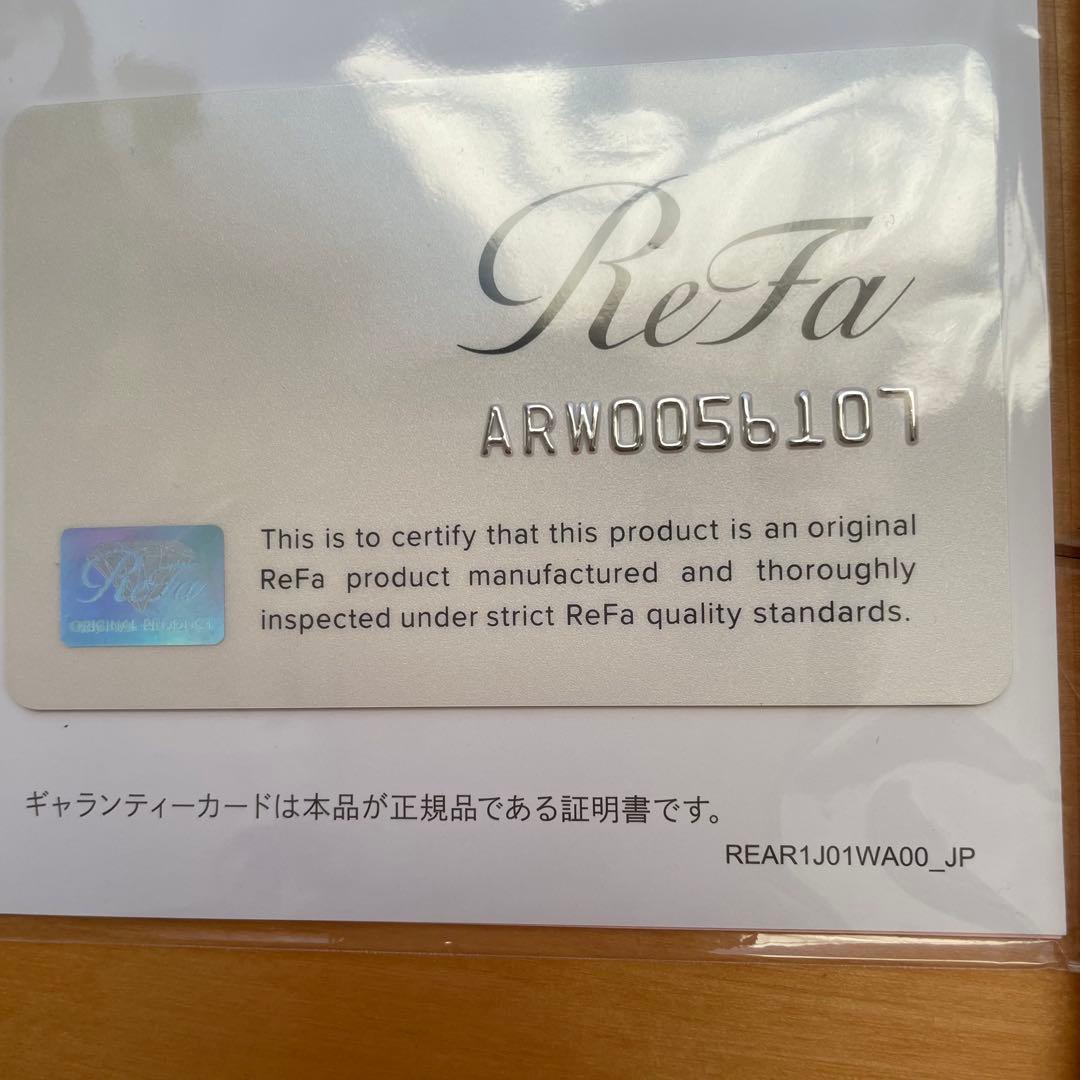 ReFa
ARW0056107
This is to certify that this product is an original
ReFa product manufactured and thoroughly
inspected under strict ReFa quality standards.
ReFa
ORIGINAL PRODUCT
ギャランティーカードは本品が正規品である証明書です。
REAR1J01WA00_JP